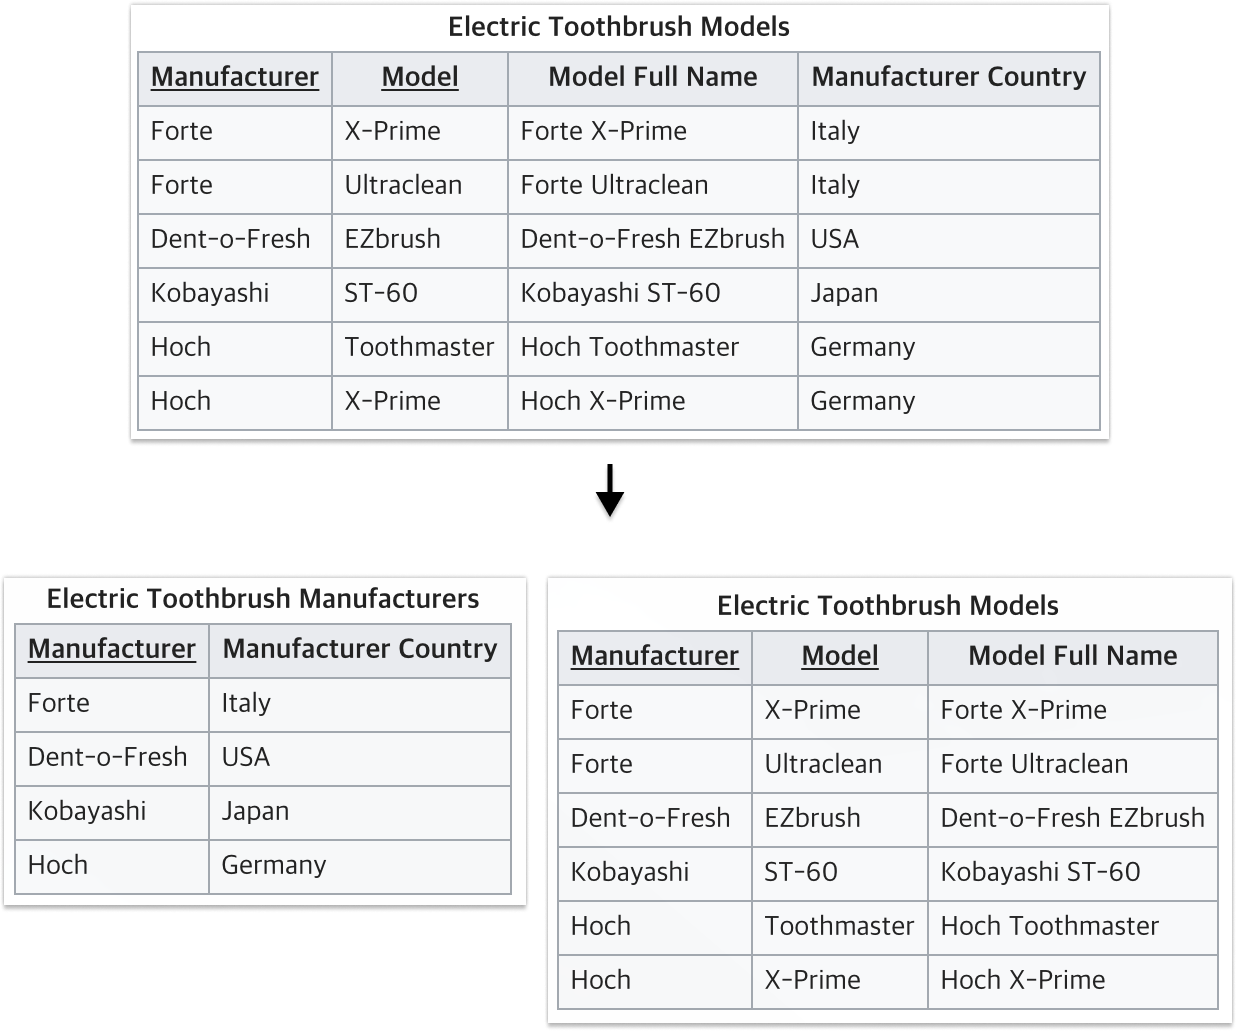 Electric Toothbrush Models
Manufacturer Model Model Full Name Manufacturer Country
Forte X-Prime Forte X-Prime Italy
Forte Ultraclean Forte Ultraclean Italy
Dent-o-Fresh EZbrush Dent-o-Fresh EZbrush USA
Kobayashi ST-60 Kobayashi ST-60 Japan
Hoch Toothmaster Hoch Toothmaster Germany
Hoch X-Prime Hoch X-Prime Germany
Electric Toothbrush Manufacturers
Manufacturer Manufacturer Country
Forte Italy
Dent-o-Fresh USA
Kobayashi Japan
Hoch Germany
Electric Toothbrush Models
Manufacturer Model Model Full Name
Forte X-Prime Forte X-Prime
Forte Ultraclean Forte Ultraclean
Dent-o-Fresh EZbrush Dent-o-Fresh EZbrush
Kobayashi ST-60 Kobayashi ST-60
Hoch Toothmaster Hoch Toothmaster
Hoch X-Prime Hoch X-Prime